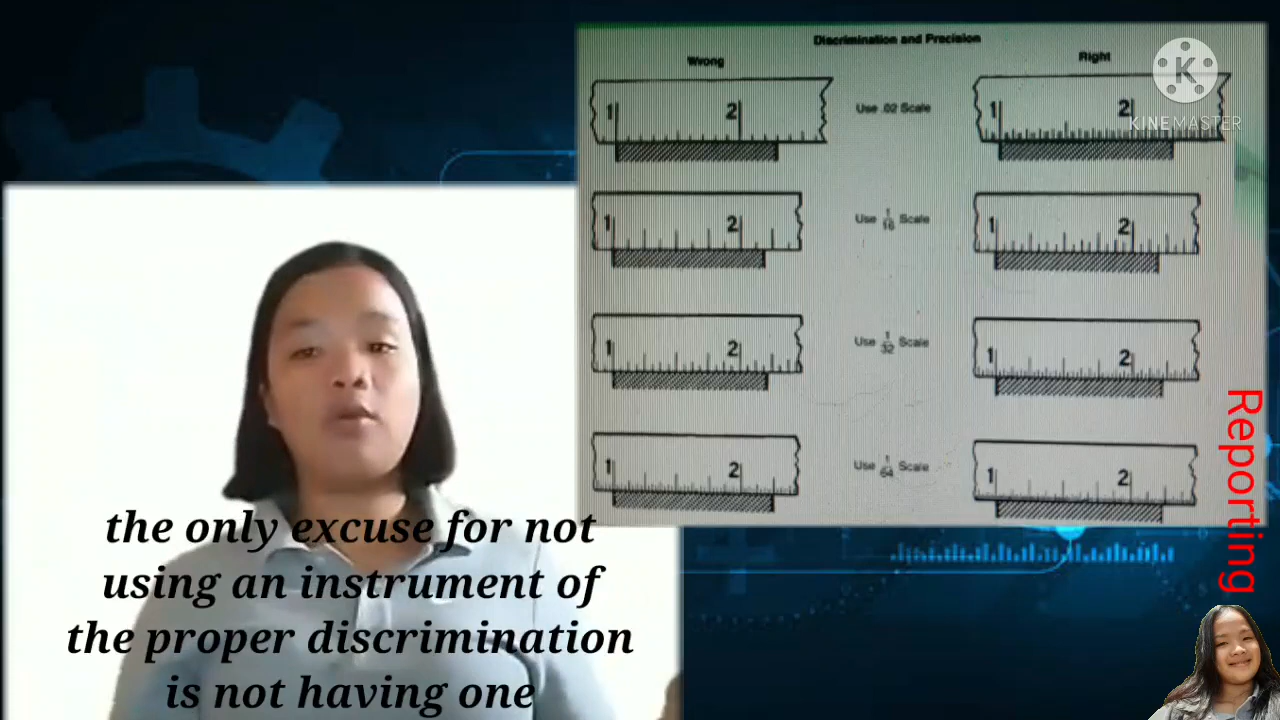 Discrimination and Precision
Wrong
Right
K
KINEMASTER
1 2
Use .02 Scale
1 2
1 2
Use 1/16 Scale
1 2
1 2
Use 1/32 Scale
1 2
1 2
Use 1/64 Scale
1 2
Reporting
the only excuse for not
using an instrument of
the proper discrimination
is not having one